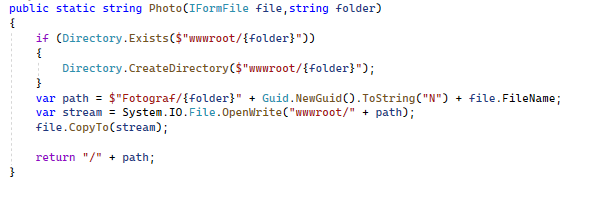 public static string Photo(IFormFile file,string folder)
{
if (Directory.Exists($"wwwroot/{folder}"))
{
Directory.CreateDirectory($"wwwroot/{folder}");
}
var path = $"Fotograf/{folder}" + Guid.NewGuid().ToString("N") + file.FileName;
var stream = System.IO.File.OpenWrite("wwwroot/" + path);
file.CopyTo(stream);
return "/" + path;
}